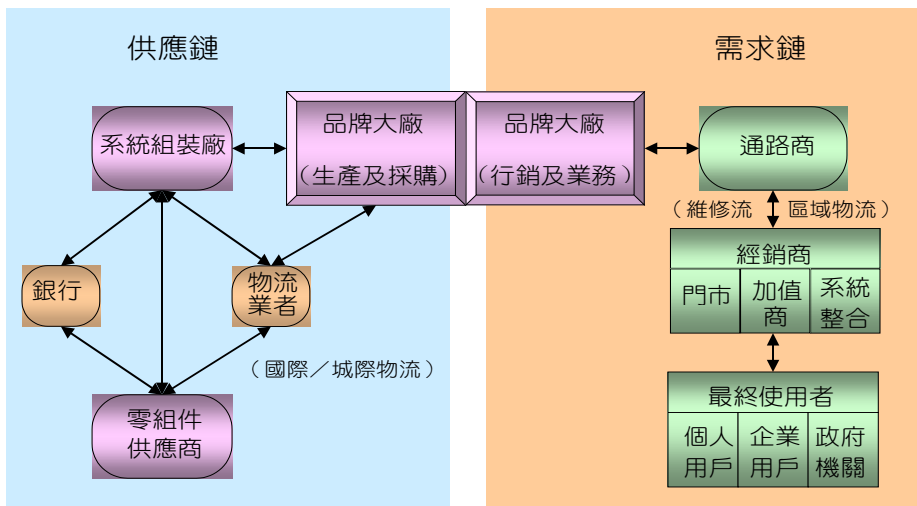 供應鏈
需求鏈
系統組裝廠
品牌大廠
（生產及採購）
品牌大廠
（行銷及業務）
通路商
（維修流
區域物流）
銀行
物流
業者
經銷商
門市
加值
商
系統
整合
（國際／城際物流）
零組件
供應商
最終使用者
個人
用戶
企業
用戶
政府
機關